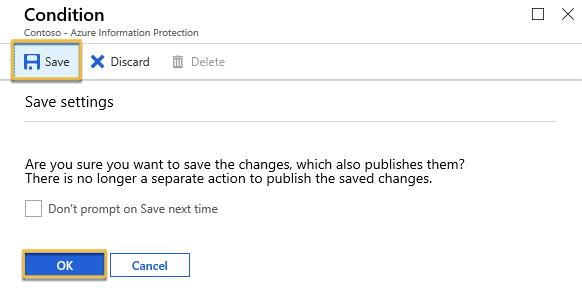 Condition
Contoso - Azure Information Protection
Save Discard Delete
Save settings
Are you sure you want to save the changes, which also publishes them?
There is no longer a separate action to publish the saved changes.
Don't prompt on Save next time
OK Cancel